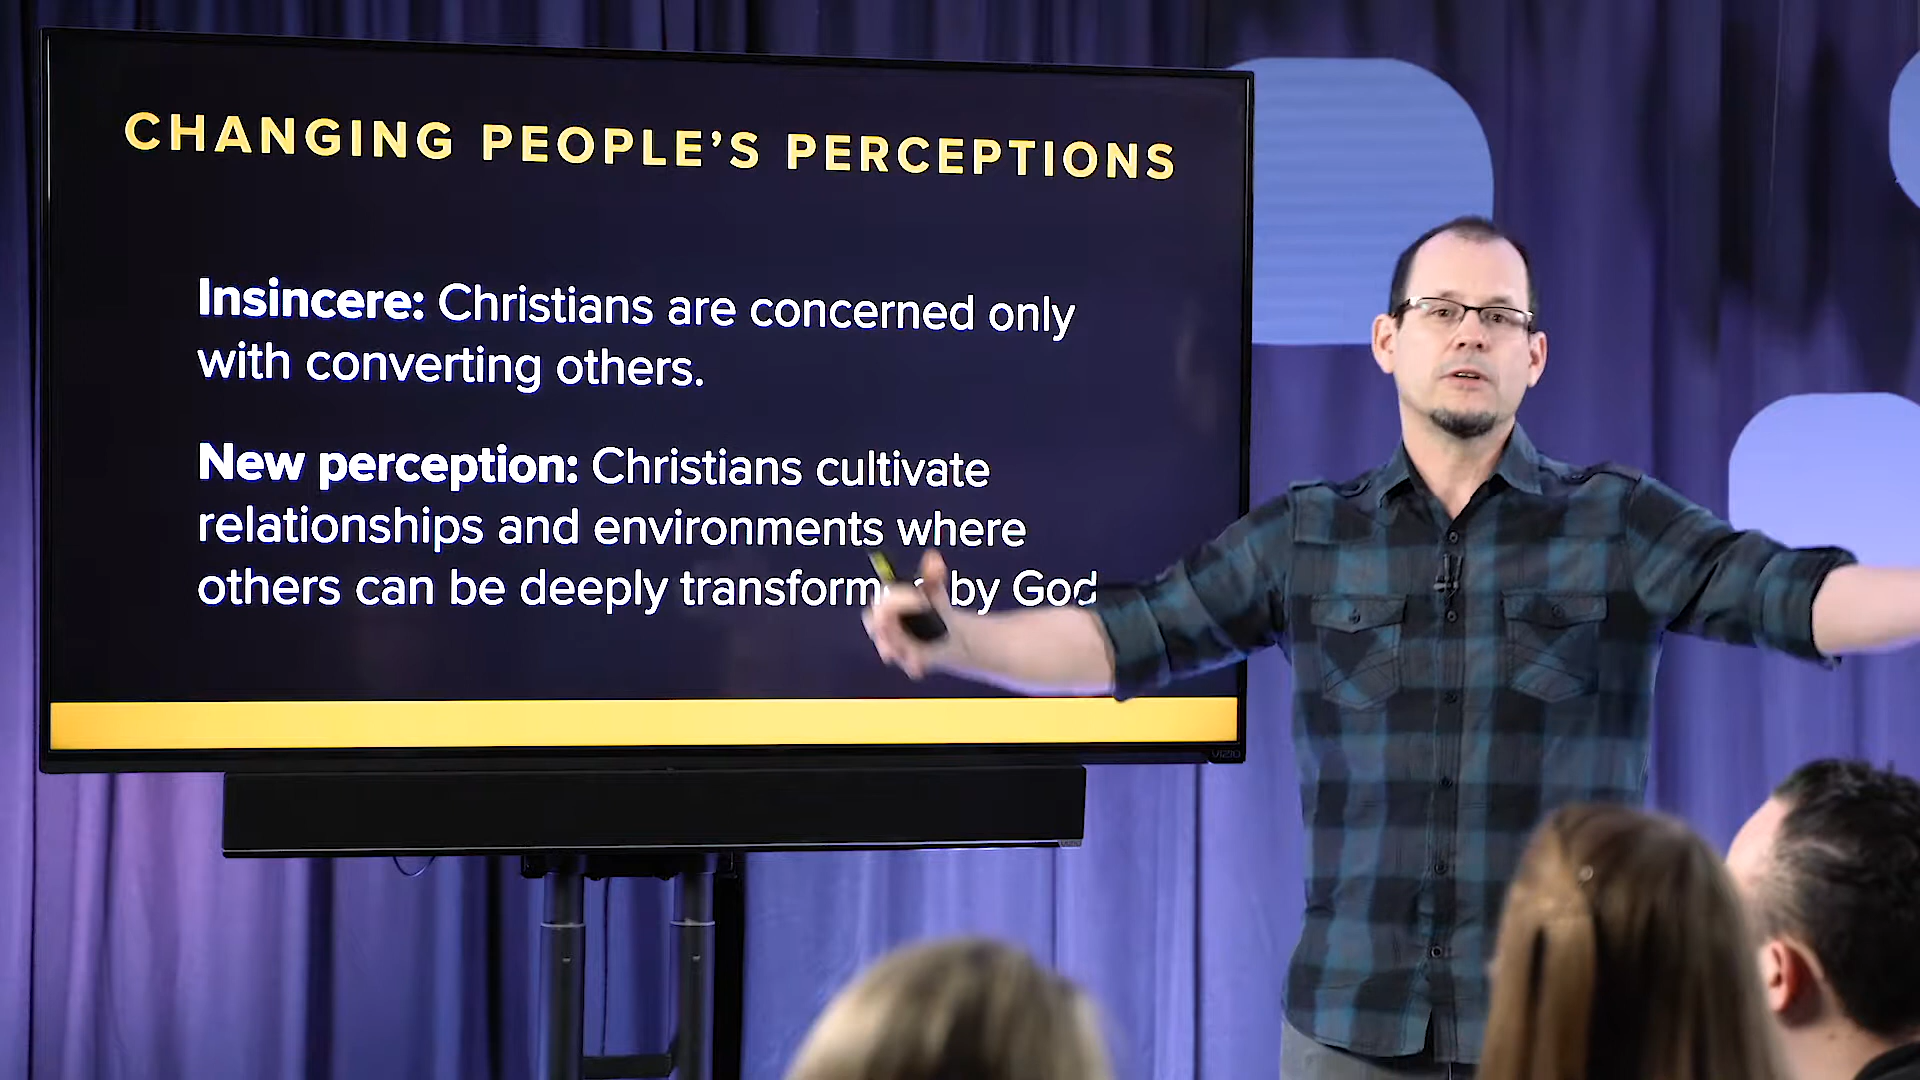 CHANGING PEOPLE’S PERCEPTIONS
Insincere: Christians are concerned only
with converting others.
New perception: Christians cultivate
relationships and environments where
others can be deeply by God
VIZIO